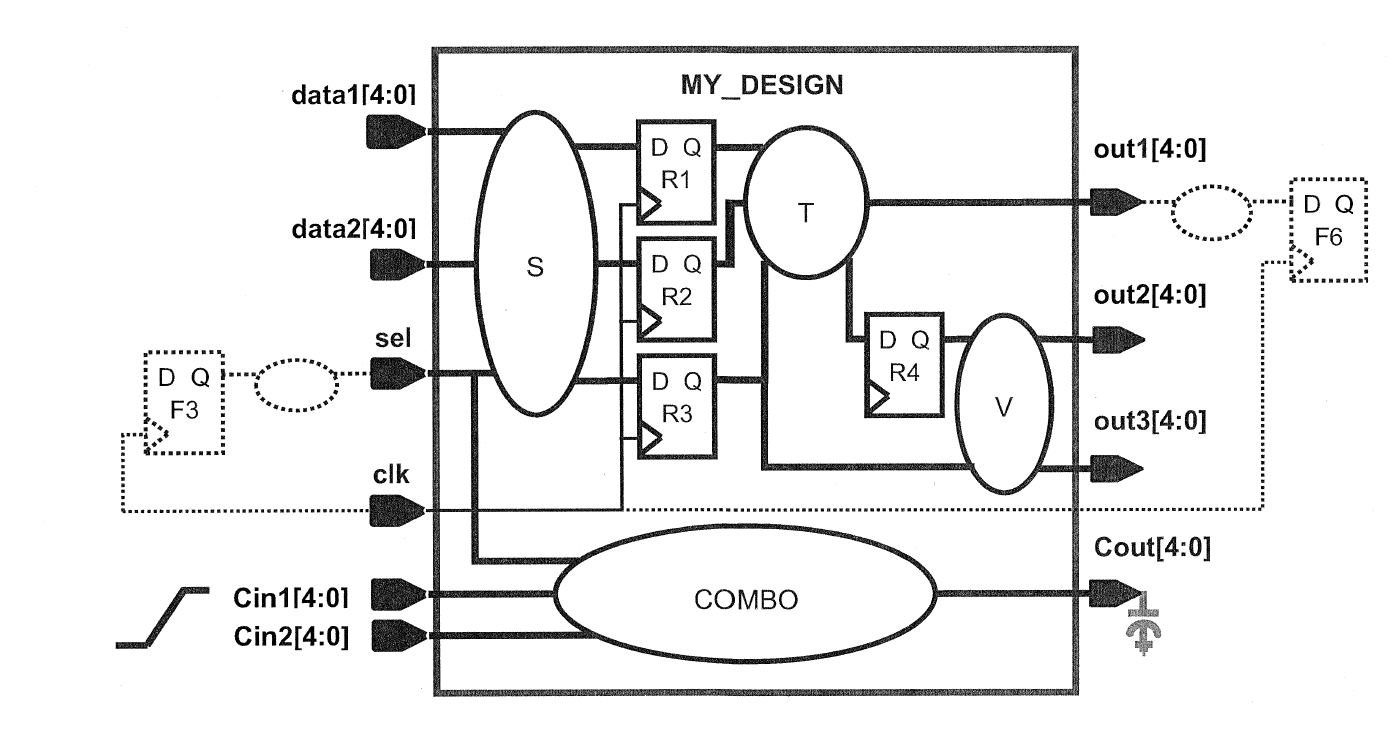 MY_DESIGN
data1[4:0]
D Q
R1
out1[4:0]
T
D Q
F6
data2[4:0]
S
D Q
R2
out2[4:0]
sel
D Q
R4
D Q
F3
D Q
R3
V
out3[4:0]
clk
Cout[4:0]
Cin1[4:0]
COMBO
Cin2[4:0]